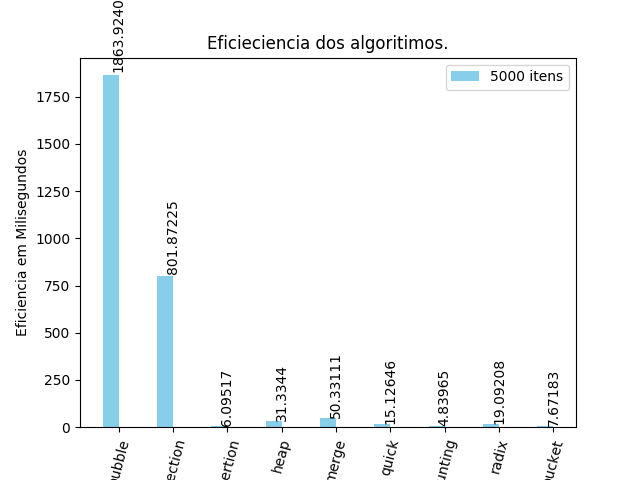 Eficieciencia dos algoritimos.
5000 itens
Eficiencia em Milisegundos
1750
1500
1250
1000
750
500
250
0
1863.9240
801.87225
6.09517
31.3344
50.33111
15.12646
4.83965
19.09208
7.67183
ubble
ection
ertion
heap
merge
quick
unting
radix
ucket